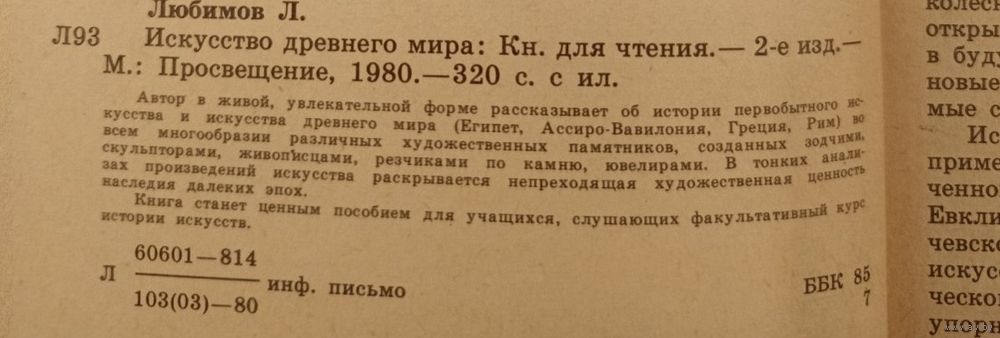 Любимов Л.
Л93 Искусство древнего мира: Кн. для чтения.— 2-е изд.—
М.: Просвещение, 1980.—320 с. с ил.
Автор в живой, увлекательной форме рассказывает об истории первобытного ис-
кусства и искусства древнего мира (Египет, Ассиро-Вавилония, Греция, Рим) во
всем многообразии различных художественных памятников, созданных зодчими,
скульпторами, живописцами, резчиками по камню, ювелирами. В тонких анали-
зах произведений искусства раскрывается непреходящая художественная ценность
наследия далеких эпох.
Книга станет ценным пособием для учащихся, слушающих факультативный курс
истории искусств.
Л 60601—814
103(03)—80
инф. письмо
ББК 85
7
колесн
откры
в буду
новые
мые с
Ис
приме
ченно
Евкли
чевско
искусс
ческо
упорн